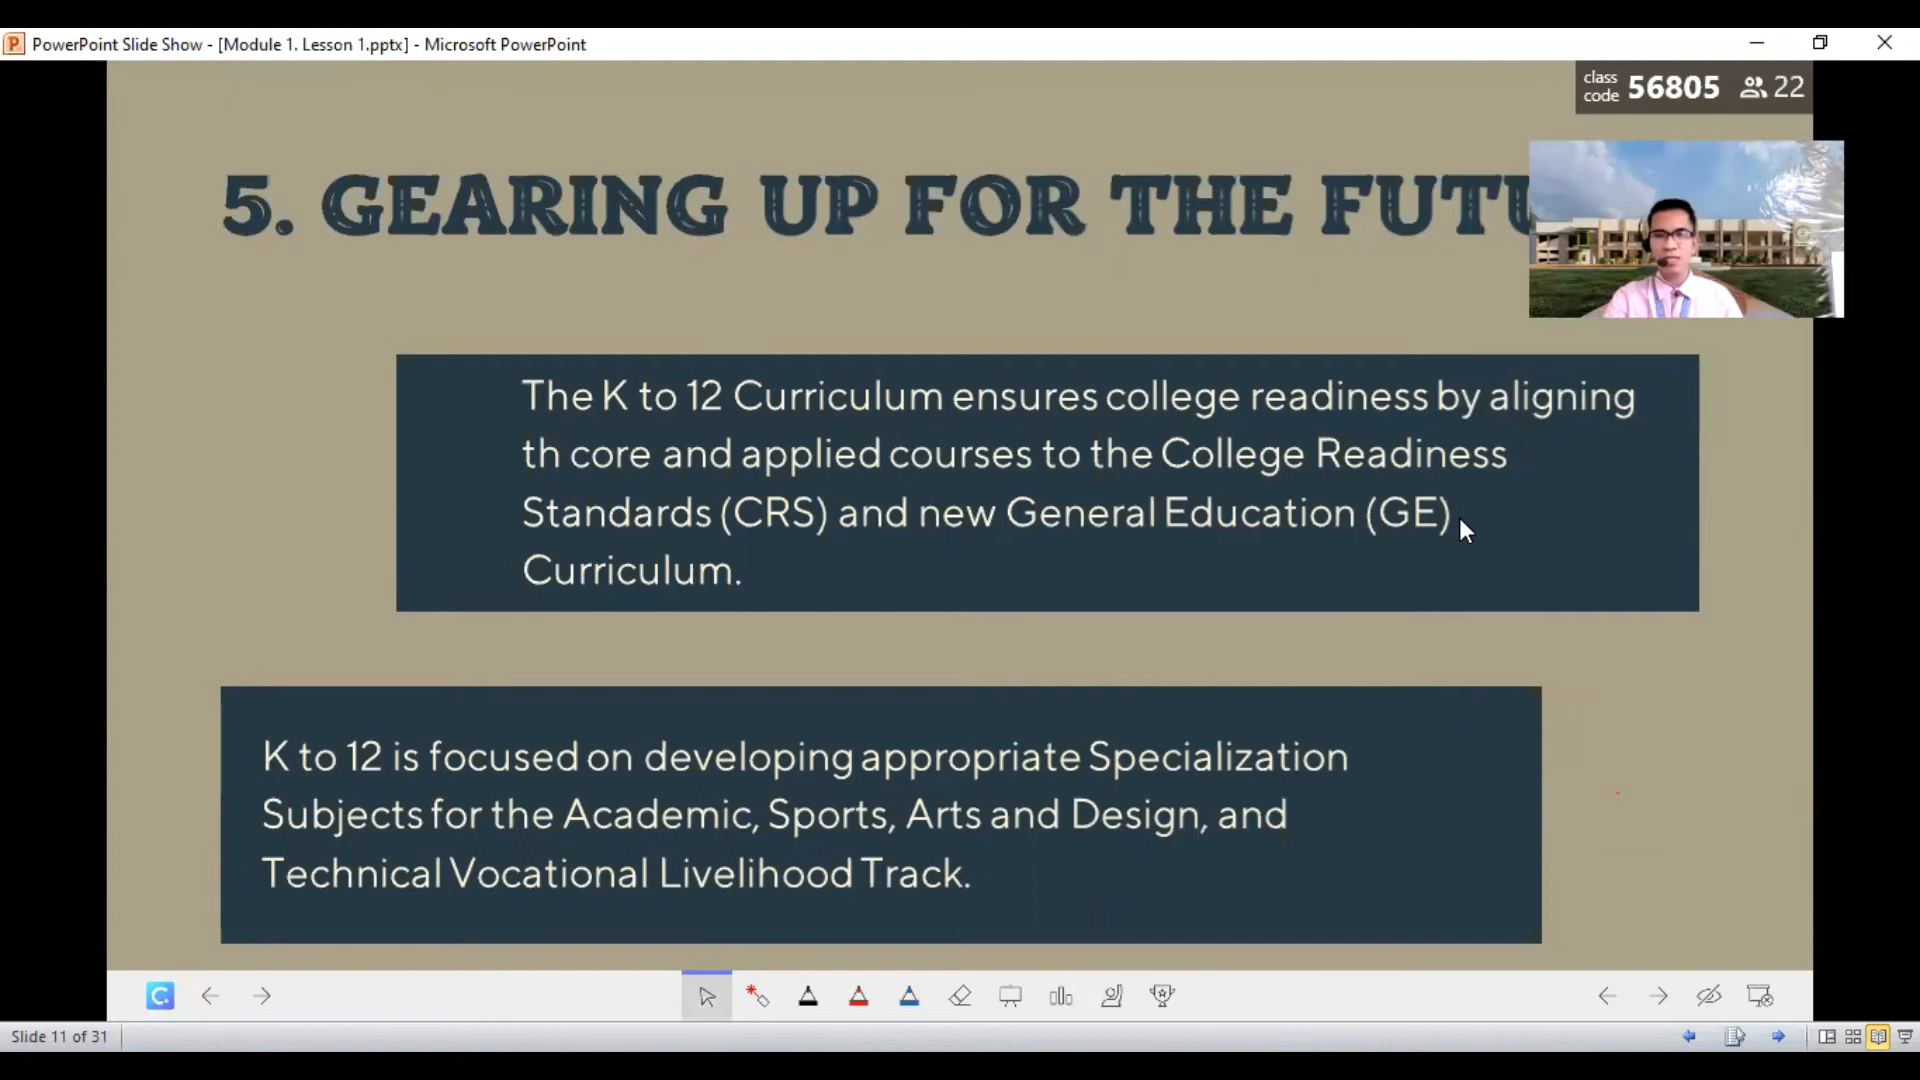 PowerPoint Slide Show - [Module 1. Lesson 1.pptx] - Microsoft PowerPoint
class code 56805 22
5. GEARING UP FOR THE FUTU
The K to 12 Curriculum ensures college readiness by aligning
th core and applied courses to the College Readiness
Standards (CRS) and new General Education (GE)
Curriculum.
K to 12 is focused on developing appropriate Specialization
Subjects for the Academic, Sports, Arts and Design, and
Technical Vocational Livelihood Track.
Slide 11 of 31